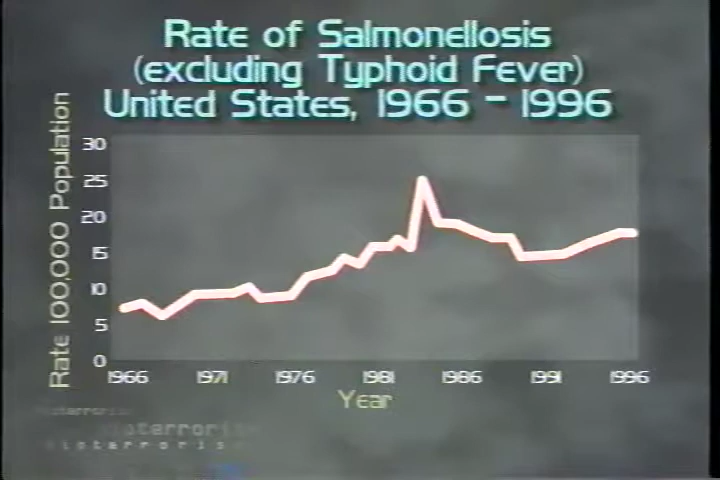 Rate of Salmonellosis
(excluding Typhoid Fever)
United States, 1966 - 1996
Rate 100,000 Population
30
25
20
15
10
5
0
1966 1971 1976 1981 1986 1991 1996
Year
bioterrorism